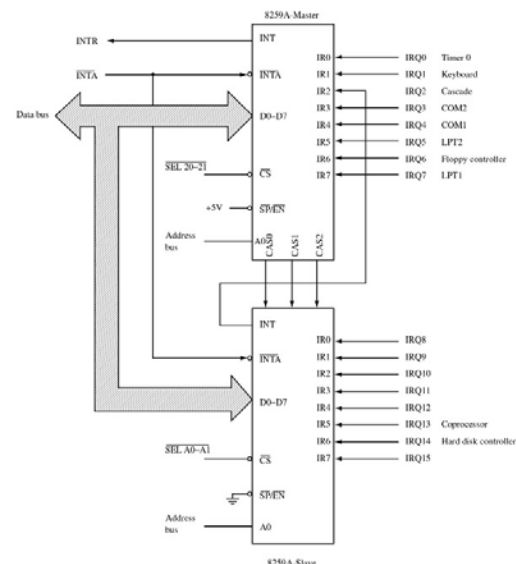 8259A-Master
INTR
INT
IR0 IRQ0 Timer 0
INTA
INTA
IR1 IRQ1 Keyboard
IR2 IRQ2 Cascade
IR3 IRQ3 COM2
Data bus
D0–D7
IR4 IRQ4 COM1
IR5 IRQ5 LPT2
IR6 IRQ6 Floppy controller
SEL 20–21
CS
IR7 IRQ7 LPT1
+5V
SP/EN
Address
bus
A0
CAS0
CAS1
CAS2
INT
IR0 IRQ8
INTA
IR1 IRQ9
IR2 IRQ10
IR3 IRQ11
D0–D7
IR4 IRQ12
IR5 IRQ13 Coprocessor
SEL A0–A1
CS
IR6 IRQ14 Hard disk controller
IR7 IRQ15
SP/EN
Address
bus
A0
8259A-Slave